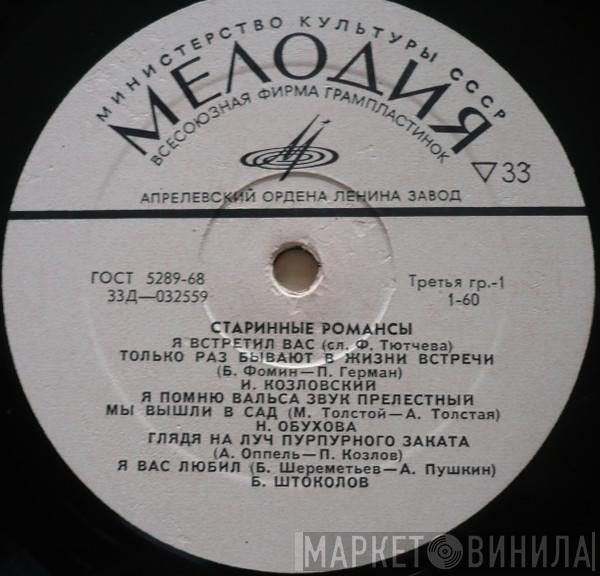 МИНИСТЕРСТВО КУЛЬТУРЫ СССР
МЕЛОДИЯ
ВСЕСОЮЗНАЯ ФИРМА ГРАМПЛАСТИНОК
▽33
АПРЕЛЕВСКИЙ ОРДЕНА ЛЕНИНА ЗАВОД
ГОСТ 5289-68
33Д—032559
Третья гр.-1
1-60
СТАРИННЫЕ РОМАНСЫ
Я ВСТРЕТИЛ ВАС (сл. Ф. Тютчева)
ТОЛЬКО РАЗ БЫВАЮТ В ЖИЗНИ ВСТРЕЧИ
(Б. Фомин—П. Герман)
И. КОЗЛОВСКИЙ
Я ПОМНЮ ВАЛЬСА ЗВУК ПРЕЛЕСТНЫЙ
МЫ ВЫШЛИ В САД (М. Толстой—А. Толстая)
Н. ОБУХОВА
ГЛЯДЯ НА ЛУЧ ПУРПУРНОГО ЗАКАТА
(А. Оппель—П. Козлов)
Я ВАС ЛЮБИЛ (Б. Шереметьев—А. Пушкин)
Б. ШТОКОЛОВ
МАРКЕТ ВИНИЛА